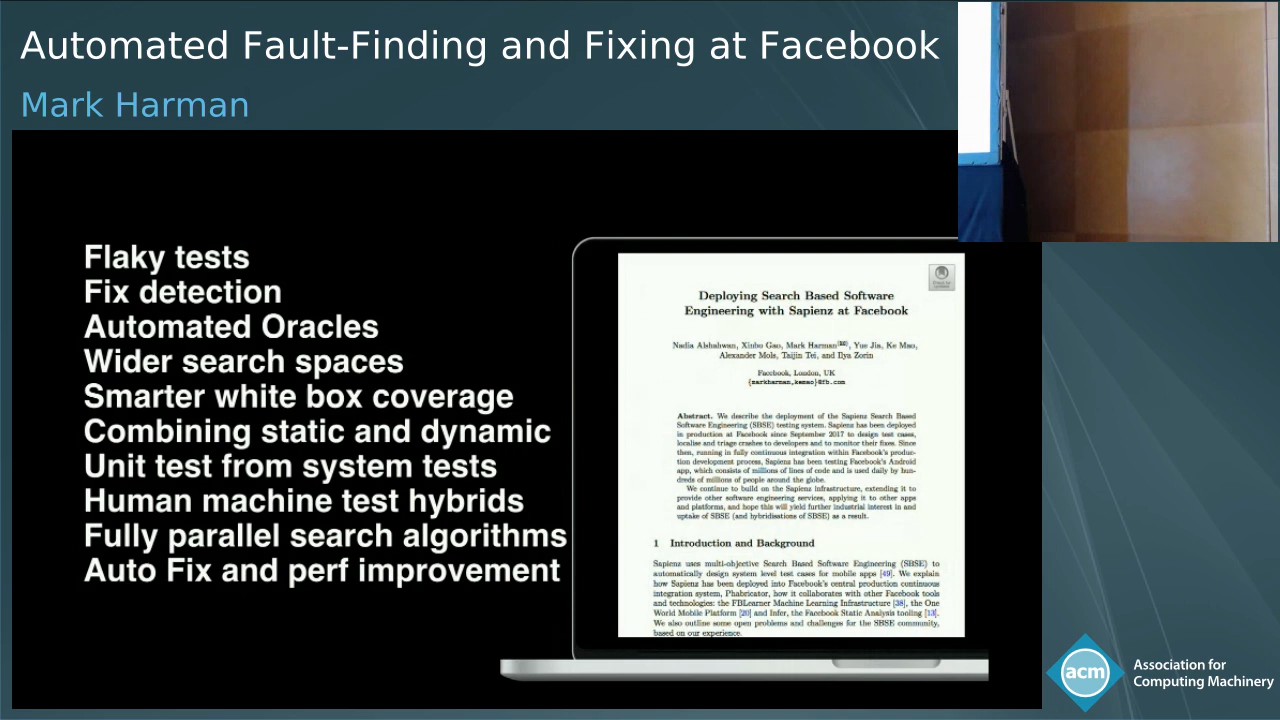 Automated Fault-Finding and Fixing at Facebook
Mark Harman
Flaky tests
Fix detection
Automated Oracles
Wider search spaces
Smarter white box coverage
Combining static and dynamic
Unit test from system tests
Human machine test hybrids
Fully parallel search algorithms
Auto Fix and perf improvement
Deploying Search Based Software
Engineering with Sapienz at Facebook
Nadia Alshahwan, Xinbo Gao, Mark Harman, Yue Jia, Ke Mao,
Alexander Mols, Taijin Tei, and Ilya Zorin
Facebook, London, UK
{markharman,kemao}@fb.com
Abstract. We describe the deployment of the Sapienz Search Based
Software Engineering (SBSE) testing system. Sapienz has been deployed
in production at Facebook since September 2017 to design test cases,
localise and triage crashes to developers and to monitor their fixes. Since
then, running in fully continuous integration within Facebook's produc-
tion development process, Sapienz has been testing Facebook's Android
app, which consists of millions of lines of code and is used daily by hun-
dreds of millions of people around the globe.
We continue to build on the Sapienz infrastructure, extending it to
provide other software engineering services, applying it to other apps
and platforms, and hope this will yield further industrial interest in and
uptake of SBSE (and hybridisations of SBSE) as a result.
1 Introduction and Background
Sapienz uses multi-objective Search Based Software Engineering (SBSE) to
automatically design system level test cases for mobile apps [49]. We explain
how Sapienz has been deployed into Facebook's central production continuous
integration system, Phabricator, how it collaborates with other Facebook tools
and technologies: the FBLearner Machine Learning Infrastructure [38], the One
World Mobile Platform [20] and Infer, the Facebook Static Analysis tooling [13].
We also outline some open problems and challenges for the SBSE community,
based on our experience.
acm
Association for
Computing Machinery